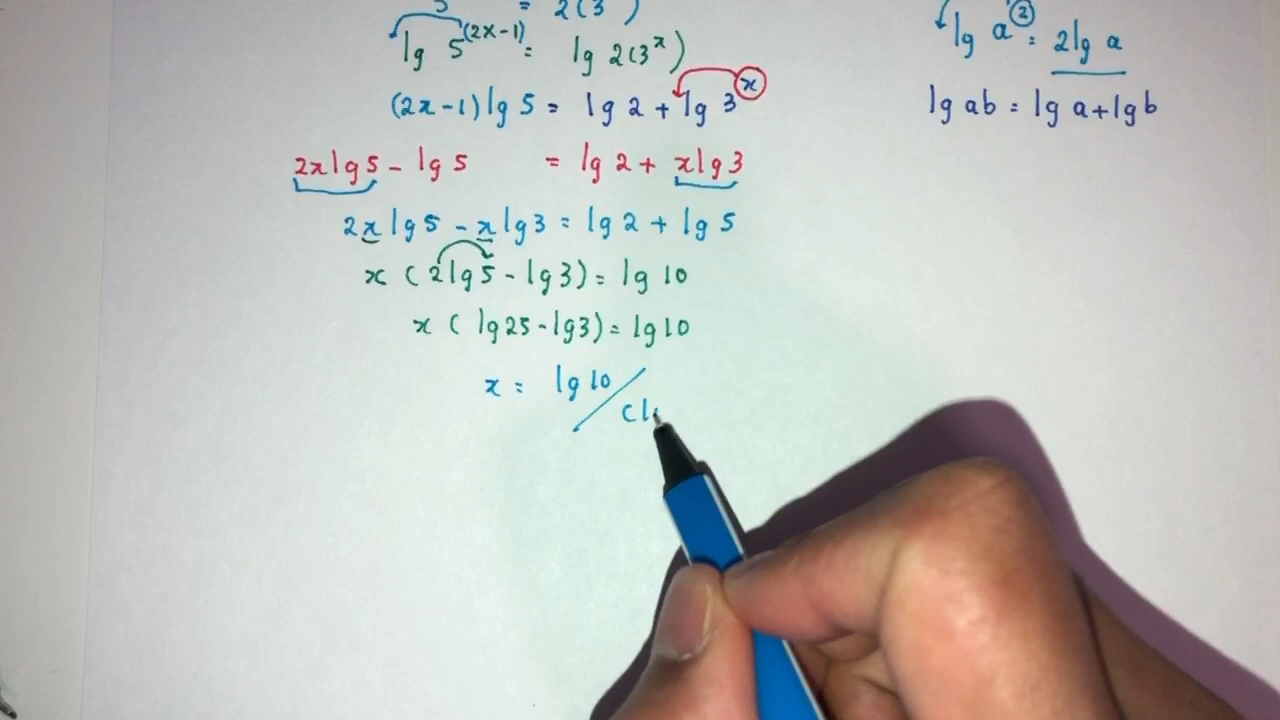 = 2(3 )
lg 5^(2x-1) = lg 2(3^x)
(2x-1) lg 5 = lg 2 + lg 3^x
2x lg 5 - lg 5 = lg 2 + x lg 3
2x lg 5 - x lg 3 = lg 2 + lg 5
x ( 2 lg 5 - lg 3) = lg 10
x ( lg 25 - lg 3) = lg 10
x = lg 10 / (l
lg a^2 = 2 lg a
lg ab = lg a + lg b